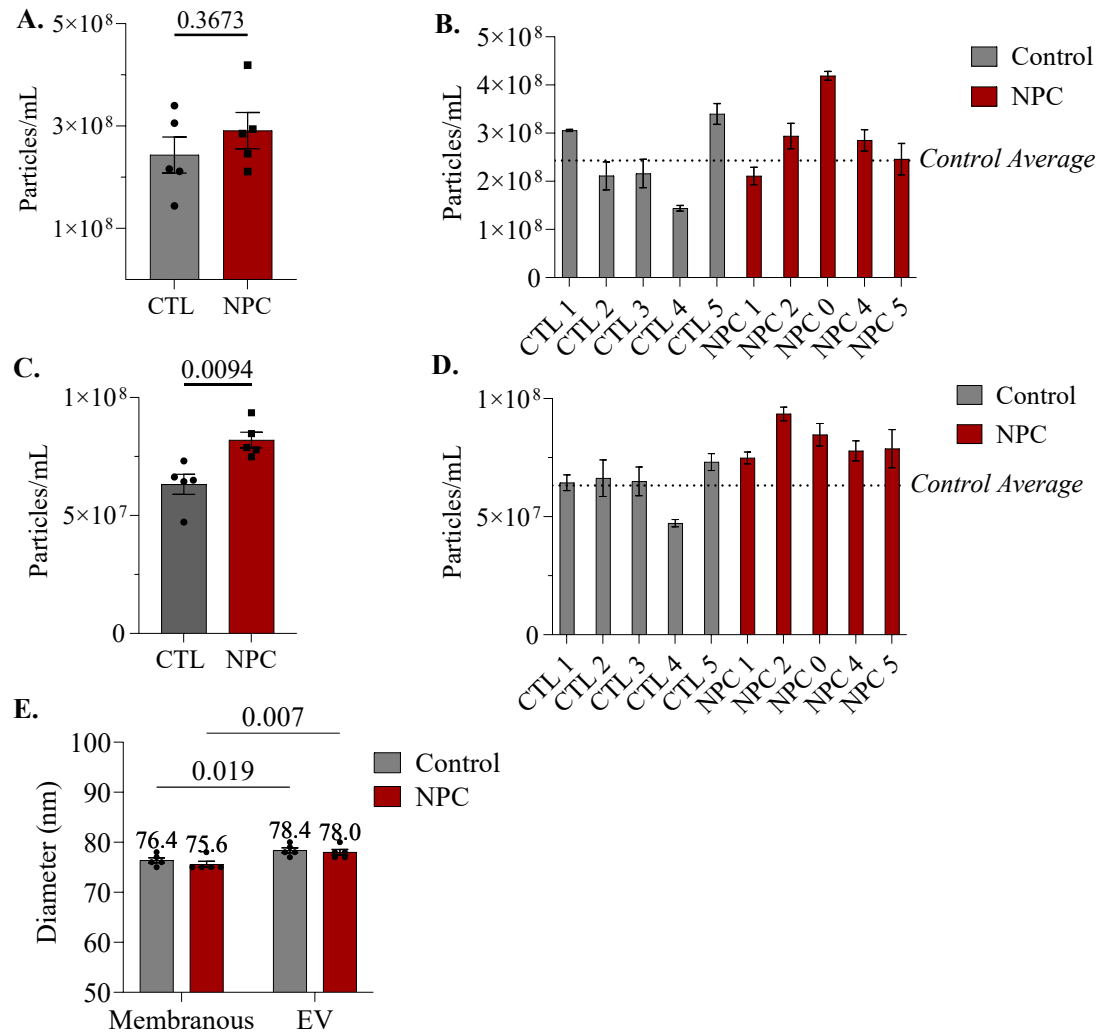 A.
0.3673
5×10⁸
3×10⁸
1×10⁸
Particles/mL
CTL
NPC
B.
5×10⁸
4×10⁸
3×10⁸
2×10⁸
1×10⁸
0
Particles/mL
Control
NPC
Control Average
CTL 1
CTL 2
CTL 3
CTL 4
CTL 5
NPC 1
NPC 2
NPC 0
NPC 4
NPC 5
C.
0.0094
1×10⁸
5×10⁷
0
Particles/mL
CTL
NPC
D.
1×10⁸
5×10⁷
0
Particles/mL
Control
NPC
Control Average
CTL 1
CTL 2
CTL 3
CTL 4
CTL 5
NPC 1
NPC 2
NPC 0
NPC 4
NPC 5
E.
0.007
0.019
100
90
80
70
60
50
Diameter (nm)
76.4
75.6
78.4
78.0
Membranous
EV
Control
NPC